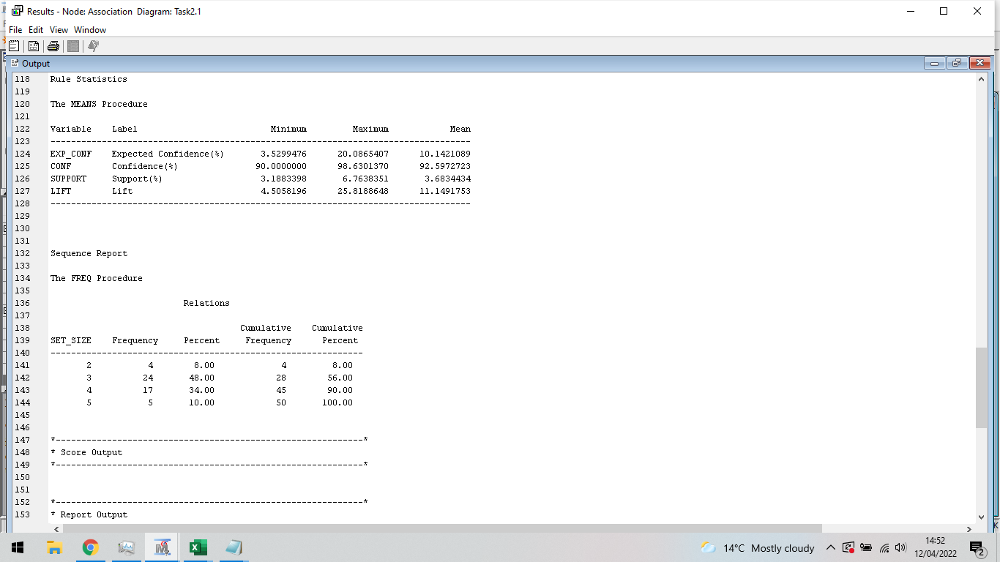 Results - Node: Association Diagram: Task2.1
File Edit View Window
Output
118 Rule Statistics
119
120 The MEANS Procedure
121
122 Variable Label Minimum Maximum Mean
123 ----------------------------------------------------------------------------------
124 EXP_CONF Expected Confidence(%) 3.5299476 20.0865407 10.1421089
125 CONF Confidence(%) 90.0000000 98.6301370 92.5972723
126 SUPPORT Support(%) 3.1883398 6.7638351 3.6834434
127 LIFT Lift 4.5058196 25.8188648 11.1491753
128 ----------------------------------------------------------------------------------
129
130
131
132 Sequence Report
133
134 The FREQ Procedure
135
136 Relations
137
138 Cumulative Cumulative
139 SET_SIZE Frequency Percent Frequency Percent
140 -------------------------------------------------------------
141 2 4 8.00 4 8.00
142 3 24 48.00 28 56.00
143 4 17 34.00 45 90.00
144 5 5 10.00 50 100.00
145
146
147 *------------------------------------------------------------*
148 * Score Output
149 *------------------------------------------------------------*
150
151
152 *------------------------------------------------------------*
153 * Report Output
14°C Mostly cloudy
14:52
12/04/2022
2